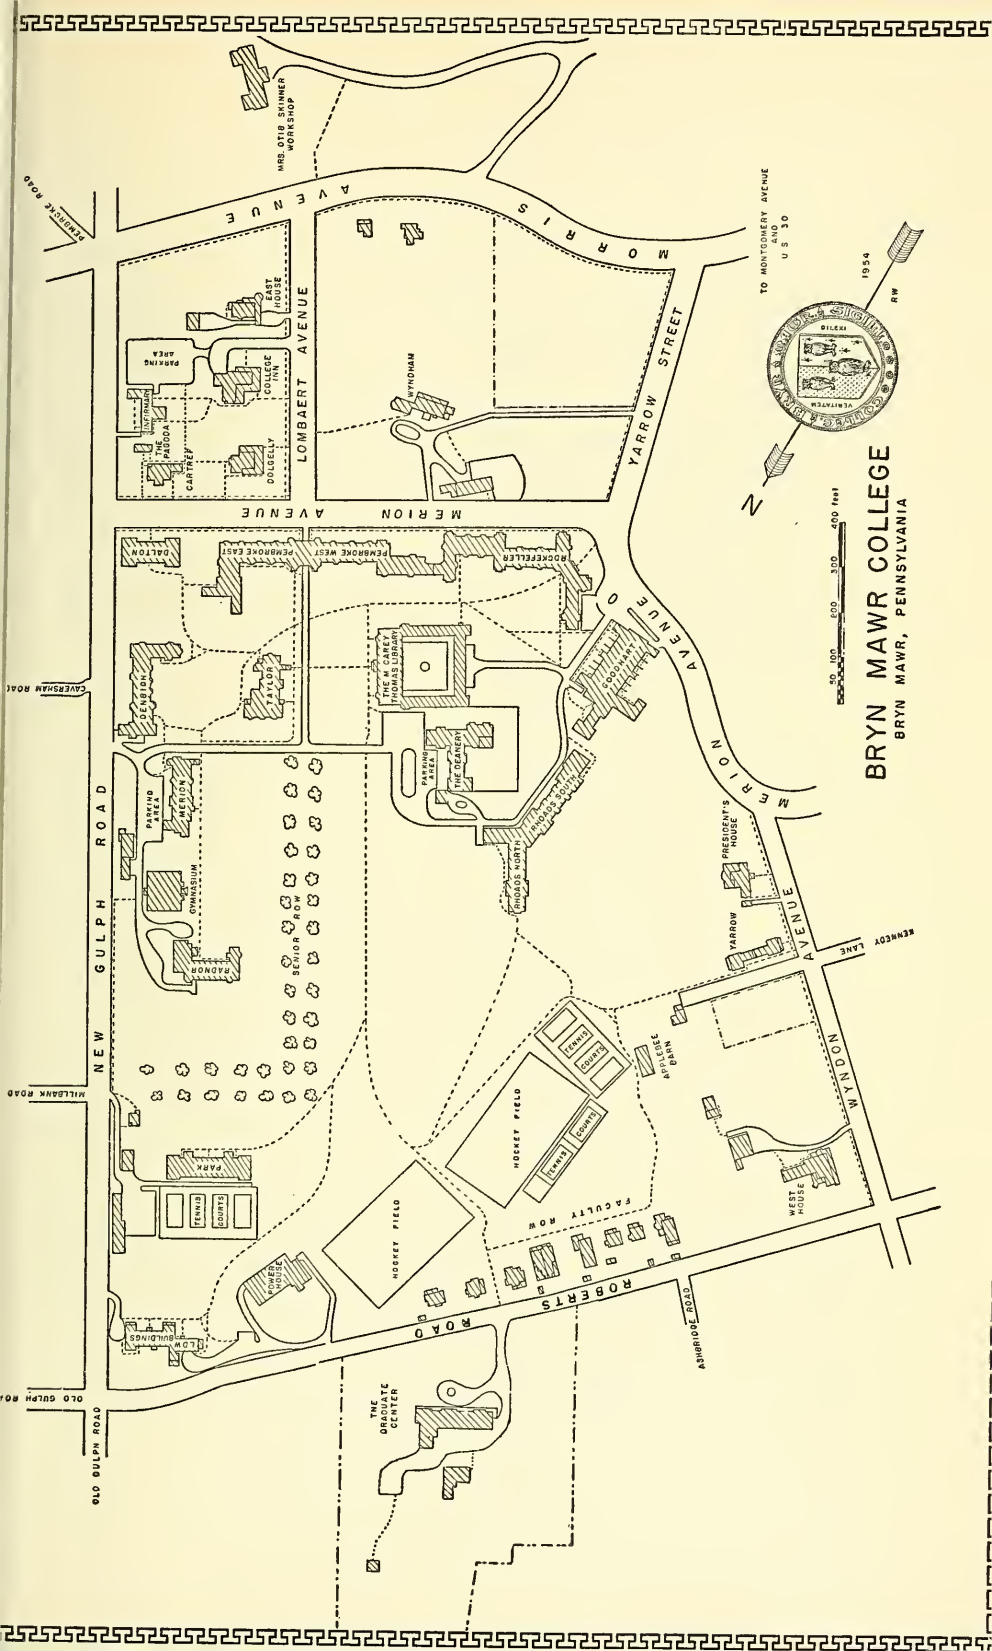 PEMBROKE ROAD
MRS. OTIS SKINNER
WORKSHOP
MORRIS AVENUE
EAST
HOUSE
PARKING
AREA
COLLEGE
INN
INFIRMARY
THE
PAGODA
CARTREF
DOLGELLY
LOMBAERT AVENUE
WYNDHAM
YARROW STREET
TO MONTGOMERY AVENUE
AND
U S 30
MERION AVENUE
DALTON
PEMBROKE EAST
PEMBROKE WEST
ROCKEFELLER
CAVERSHAM ROAD
DENBIGH
TAYLOR
THE M CAREY
THOMAS LIBRARY
GOODHART
MERION AVENUE
NEW GULPH ROAD
PARKING
AREA
MERION
GYMNASIUM
RADNOR
SENIOR ROW
PARKING
AREA
THE DEANERY
RHOADS SOUTH
RHOADS NORTH
PRESIDENT'S
HOUSE
YARROW
KENNEDY LANE
WYNDON AVENUE
MILLBANK ROAD
PARK
TENNIS
COURTS
TENNIS
COURTS
APPLEBEE
BARN
HOCKEY FIELD
TENNIS
COURTS
HOCKEY FIELD
FACULTY ROW
WEST
HOUSE
POWER
HOUSE
LOW
BUILDINGS
ROBERTS ROAD
ASHBRIDGE ROAD
OLD GULPH
OLD GULPH ROAD
THE
GRADUATE
CENTER
N
VERITATEM
DILEXI
1954
RW
50 100 200 300 400 feet
BRYN MAWR COLLEGE
BRYN MAWR, PENNSYLVANIA